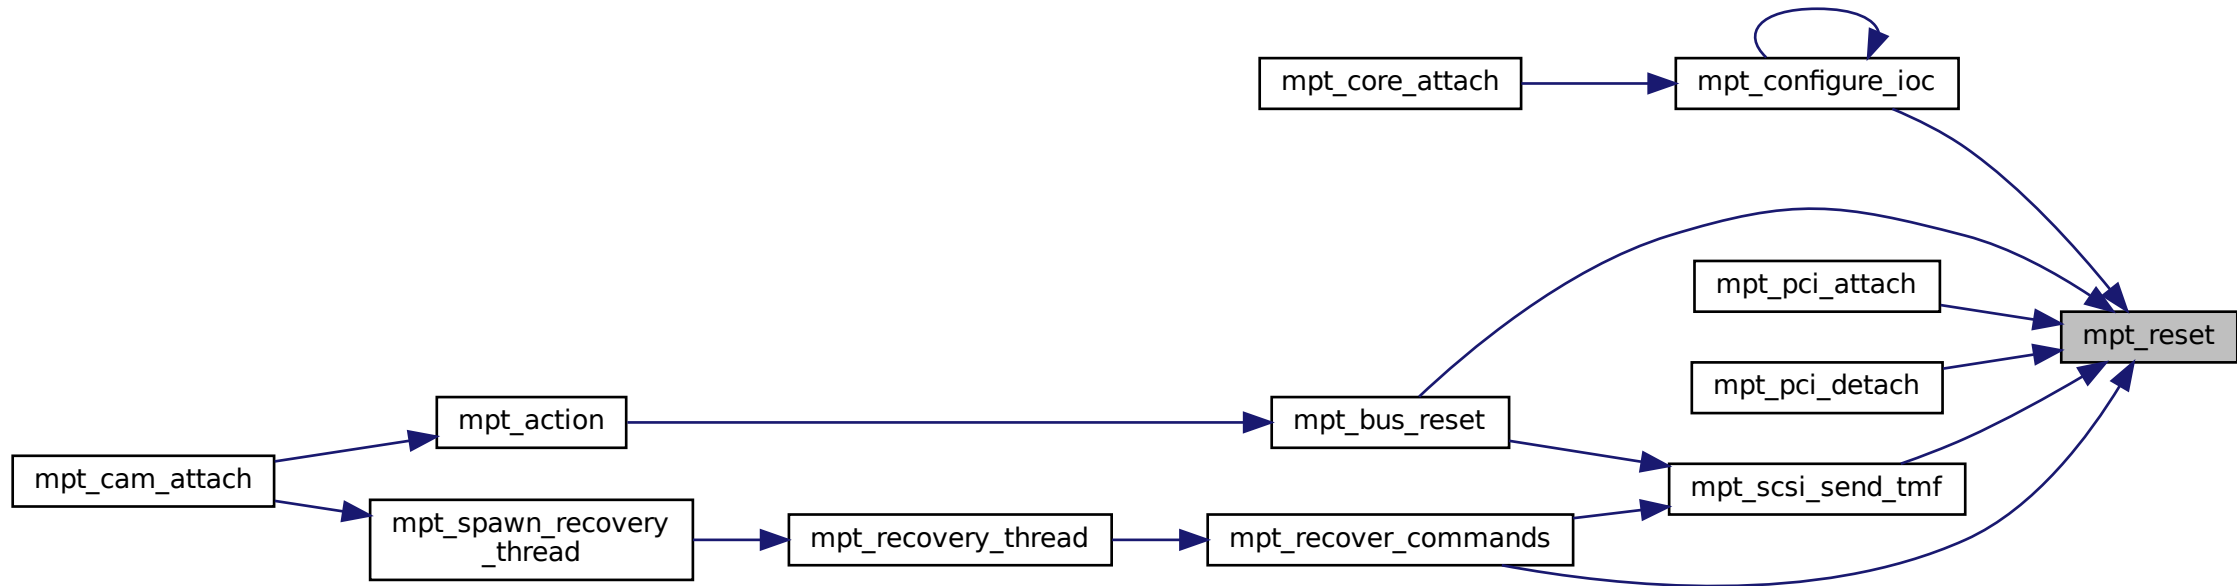 mpt_core_attach
mpt_configure_ioc
mpt_pci_attach
mpt_reset
mpt_pci_detach
mpt_action
mpt_bus_reset
mpt_cam_attach
mpt_scsi_send_tmf
mpt_spawn_recovery
_thread
mpt_recovery_thread
mpt_recover_commands